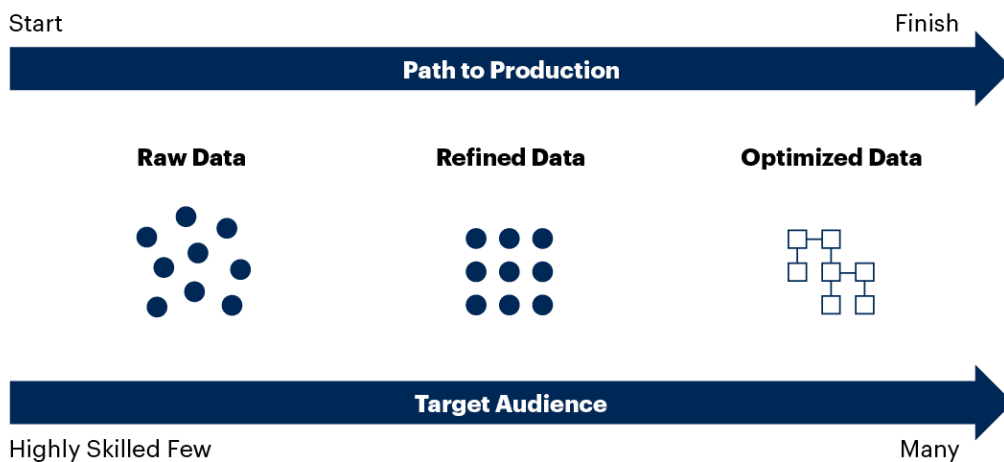 Start
Finish
Path to Production
Raw Data
Refined Data
Optimized Data
Target Audience
Highly Skilled Few
Many